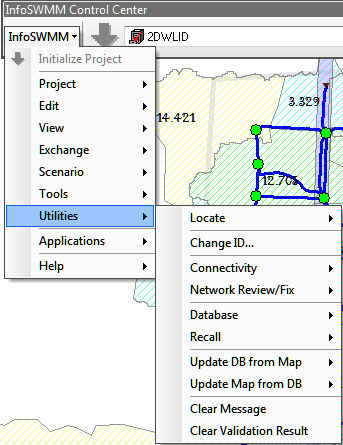 InfoSWMM Control Center
InfoSWMM
2DWLID
Initialize Project
Project
Edit
View
Exchange
Scenario
Tools
Utilities
Applications
Help
3.329
14.421
12.703
Locate
Change ID...
Connectivity
Network Review/Fix
Database
Recall
Update DB from Map
Update Map from DB
Clear Message
Clear Validation Result